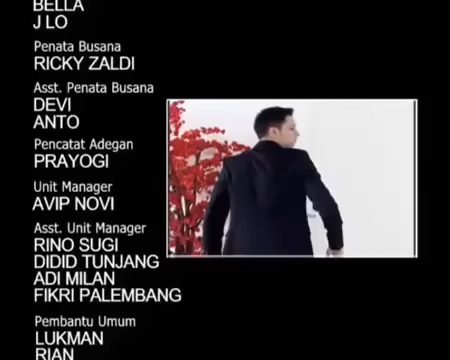 BELLA
J LO
Penata Busana
RICKY ZALDI
Asst. Penata Busana
DEVI
ANTO
Pencatat Adegan
PRAYOGI
Unit Manager
AVIP NOVI
Asst. Unit Manager
RINO SUGI
DIDID TUNJANG
ADI MILAN
FIKRI PALEMBANG
Pembantu Umum
LUKMAN
RIAN